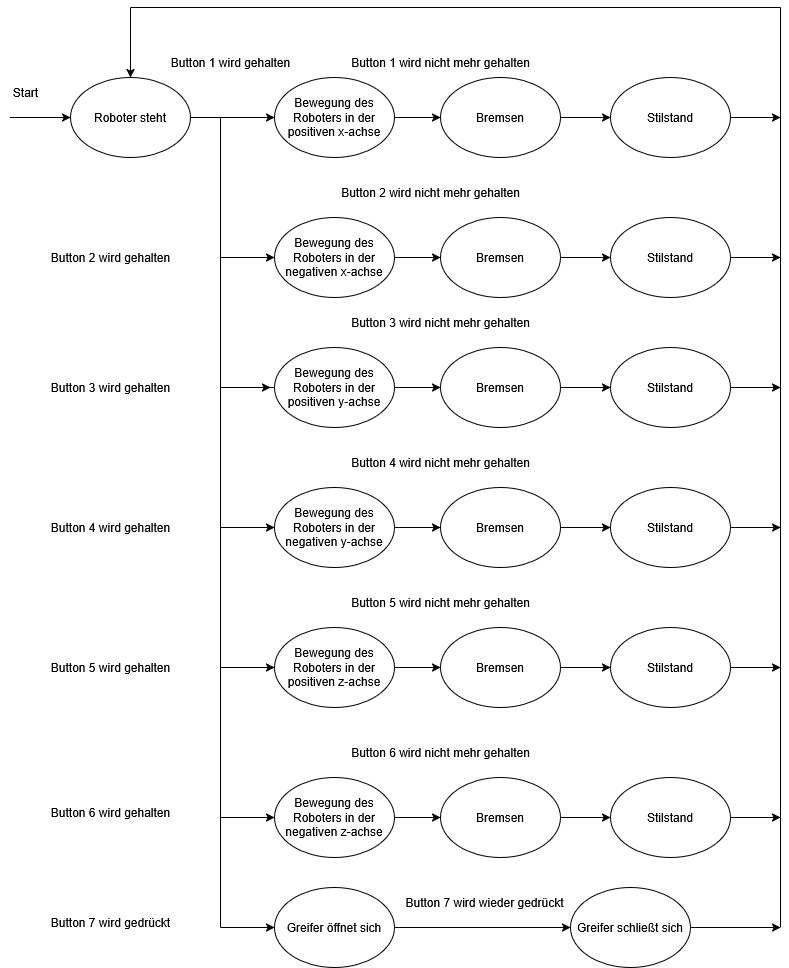 Button 1 wird gehalten
Button 1 wird nicht mehr gehalten
Start
Roboter steht
Bewegung des
Roboters in der
positiven x-achse
Bremsen
Stilstand
Button 2 wird nicht mehr gehalten
Button 2 wird gehalten
Bewegung des
Roboters in der
negativen x-achse
Bremsen
Stilstand
Button 3 wird nicht mehr gehalten
Button 3 wird gehalten
Bewegung des
Roboters in der
positiven y-achse
Bremsen
Stilstand
Button 4 wird nicht mehr gehalten
Button 4 wird gehalten
Bewegung des
Roboters in der
negativen y-achse
Bremsen
Stilstand
Button 5 wird nicht mehr gehalten
Button 5 wird gehalten
Bewegung des
Roboters in der
positiven z-achse
Bremsen
Stilstand
Button 6 wird nicht mehr gehalten
Button 6 wird gehalten
Bewegung des
Roboters in der
negativen z-achse
Bremsen
Stilstand
Button 7 wird gedrückt
Greifer öffnet sich
Button 7 wird wieder gedrückt
Greifer schließt sich